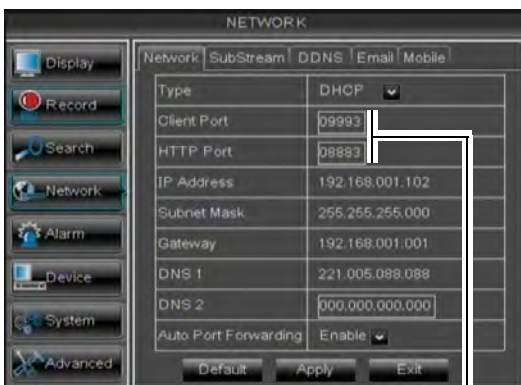 NETWORK
Display
Record
Search
Network
Alarm
Device
System
Advanced
Network SubStream DDNS Email Mobile
Type DHCP
Client Port 09993
HTTP Port 08883
IP Address 192.168.001.102
Subnet Mask 255.255.255.000
Gateway 192.168.001.001
DNS 1 221.005.088.088
DNS 2 000.000.000.000
Auto Port Forwarding Enable
Default Apply Exit